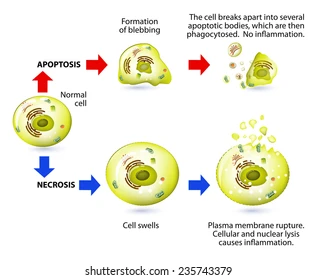 Formation
of blebbing
The cell breaks apart into several
apoptotic bodies, which are then
phagocytosed. No inflammation.
APOPTOSIS
Normal
cell
NECROSIS
Cell swells
Plasma membrane rupture.
Cellular and nuclear lysis
causes inflammation.
shutterstock.com · 235743379